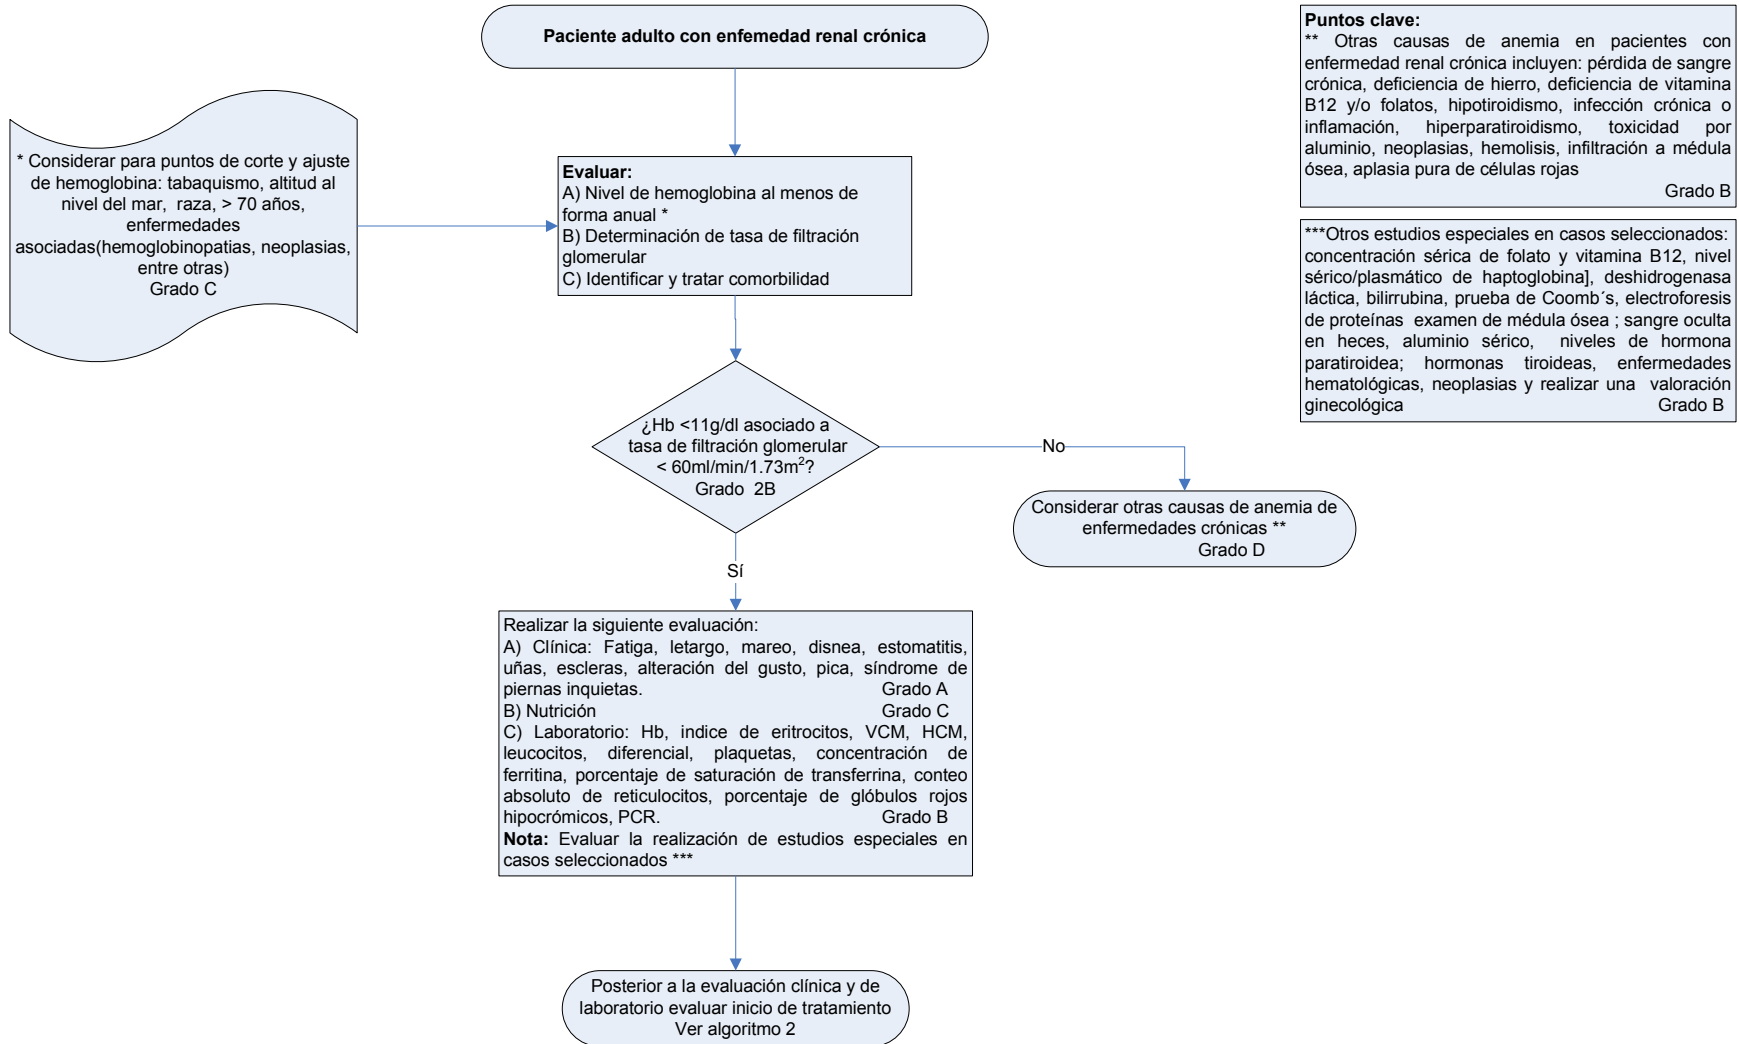 Paciente adulto con enfemedad renal crónica
Puntos clave:
** Otras causas de anemia en pacientes con
enfermedad renal crónica incluyen: pérdida de sangre
crónica, deficiencia de hierro, deficiencia de vitamina
B12 y/o folatos, hipotiroidismo, infección crónica o
inflamación, hiperparatiroidismo, toxicidad por
aluminio, neoplasias, hemolisis, infiltración a médula
ósea, aplasia pura de células rojas
Grado B
* Considerar para puntos de corte y ajuste
de hemoglobina: tabaquismo, altitud al
nivel del mar, raza, > 70 años,
enfermedades
asociadas(hemoglobinopatias, neoplasias,
entre otras)
Grado C
Evaluar:
A) Nivel de hemoglobina al menos de
forma anual *
B) Determinación de tasa de filtración
glomerular
C) Identificar y tratar comorbilidad
***Otros estudios especiales en casos seleccionados:
concentración sérica de folato y vitamina B12, nivel
sérico/plasmático de haptoglobina], deshidrogenasa
láctica, bilirrubina, prueba de Coomb´s, electroforesis
de proteínas examen de médula ósea ; sangre oculta
en heces, aluminio sérico, niveles de hormona
paratiroidea; hormonas tiroideas, enfermedades
hematológicas, neoplasias y realizar una valoración
ginecológica Grado B
¿Hb <11g/dl asociado a
tasa de filtración glomerular
< 60ml/min/1.73m²?
Grado 2B
No
Considerar otras causas de anemia de
enfermedades crónicas **
Grado D
Sí
Realizar la siguiente evaluación:
A) Clínica: Fatiga, letargo, mareo, disnea, estomatitis,
uñas, escleras, alteración del gusto, pica, síndrome de
piernas inquietas. Grado A
B) Nutrición Grado C
C) Laboratorio: Hb, indice de eritrocitos, VCM, HCM,
leucocitos, diferencial, plaquetas, concentración de
ferritina, porcentaje de saturación de transferrina, conteo
absoluto de reticulocitos, porcentaje de glóbulos rojos
hipocrómicos, PCR. Grado B
Nota: Evaluar la realización de estudios especiales en
casos seleccionados ***
Posterior a la evaluación clínica y de
laboratorio evaluar inicio de tratamiento
Ver algoritmo 2